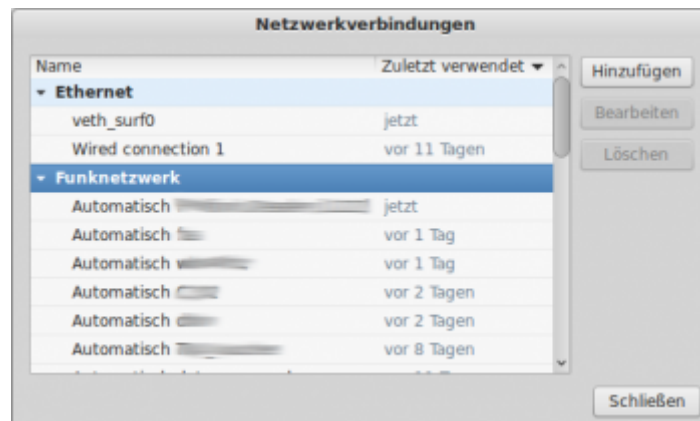 Netzwerkverbindungen
Name Zuletzt verwendet
Ethernet
veth_surf0 jetzt
Wired connection 1 vor 11 Tagen
Funknetzwerk
Automatisch jetzt
Automatisch vor 1 Tag
Automatisch vor 1 Tag
Automatisch vor 2 Tagen
Automatisch vor 2 Tagen
Automatisch vor 8 Tagen
Hinzufügen
Bearbeiten
Löschen
Schließen